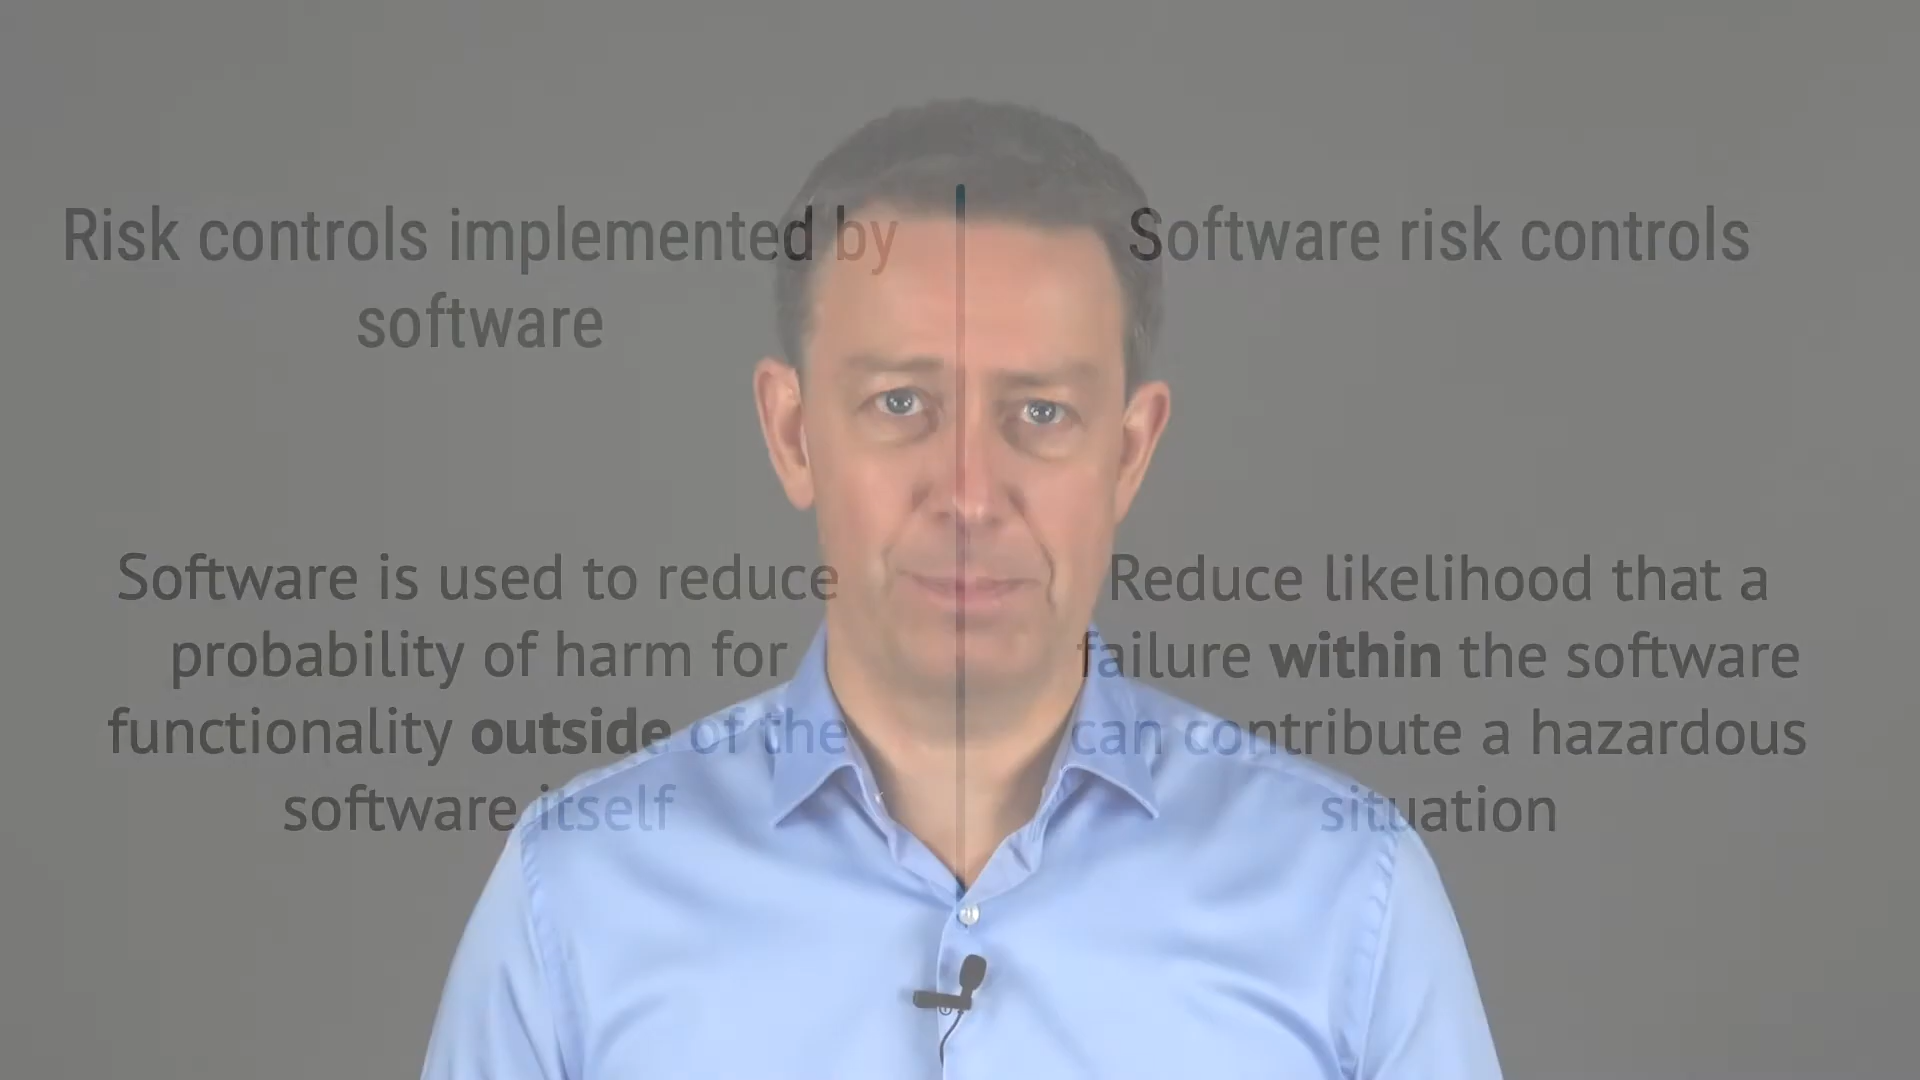 Risk controls implemented by
software
Software is used to reduce
probability of harm for
functionality outside of the
software itself
Software risk controls
Reduce likelihood that a
failure within the software
can contribute a hazardous
situation